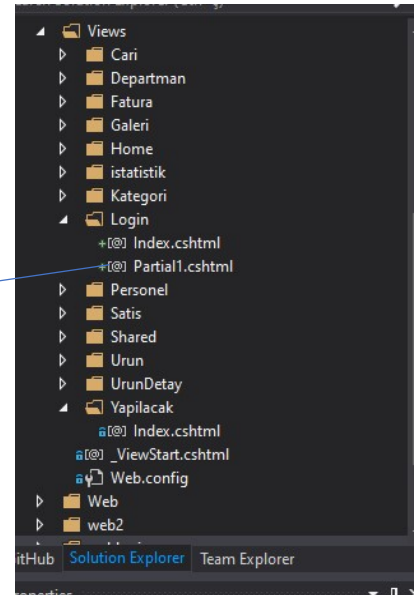 Views
Cari
Departman
Fatura
Galeri
Home
istatistik
Kategori
Login
+[@] Index.cshtml
+[@] Partial1.cshtml
Personel
Satis
Shared
Urun
UrunDetay
Yapilacak
[@] Index.cshtml
[@] _ViewStart.cshtml
Web.config
Web
web2
itHub Solution Explorer Team Explorer